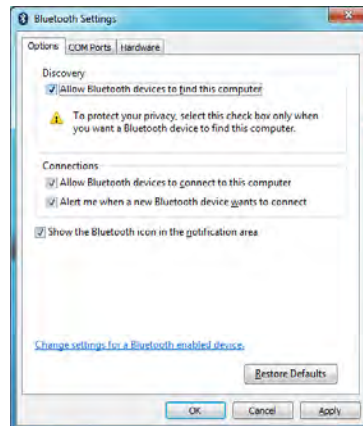 Bluetooth Settings
Options COM Ports Hardware
Discovery
Allow Bluetooth devices to find this computer
To protect your privacy, select this check box only when
you want a Bluetooth device to find this computer.
Connections
Allow Bluetooth devices to connect to this computer
Alert me when a new Bluetooth device wants to connect
Show the Bluetooth icon in the notification area
Change settings for a Bluetooth enabled device.
Restore Defaults
OK Cancel Apply